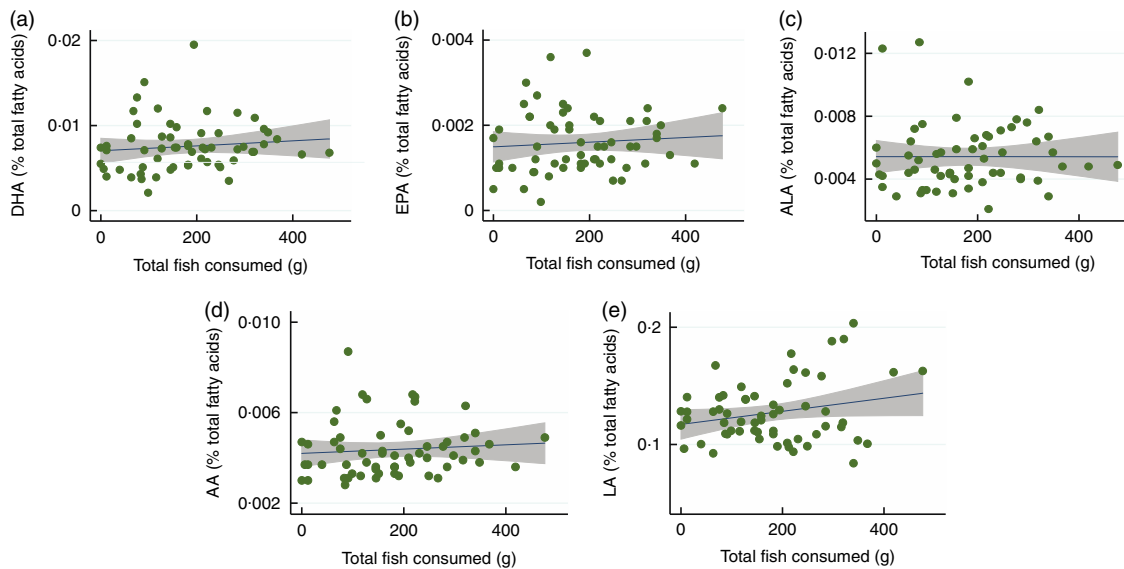 (a)
DHA (% total fatty acids)
0·02
0·01
0
0
200
400
Total fish consumed (g)
(b)
EPA (% total fatty acids)
0·004
0·002
0
0
200
400
Total fish consumed (g)
(c)
ALA (% total fatty acids)
0·012
0·008
0·004
0
200
400
Total fish consumed (g)
(d)
AA (% total fatty acids)
0·010
0·006
0·002
0
200
400
Total fish consumed (g)
(e)
LA (% total fatty acids)
0·2
0·1
0
200
400
Total fish consumed (g)